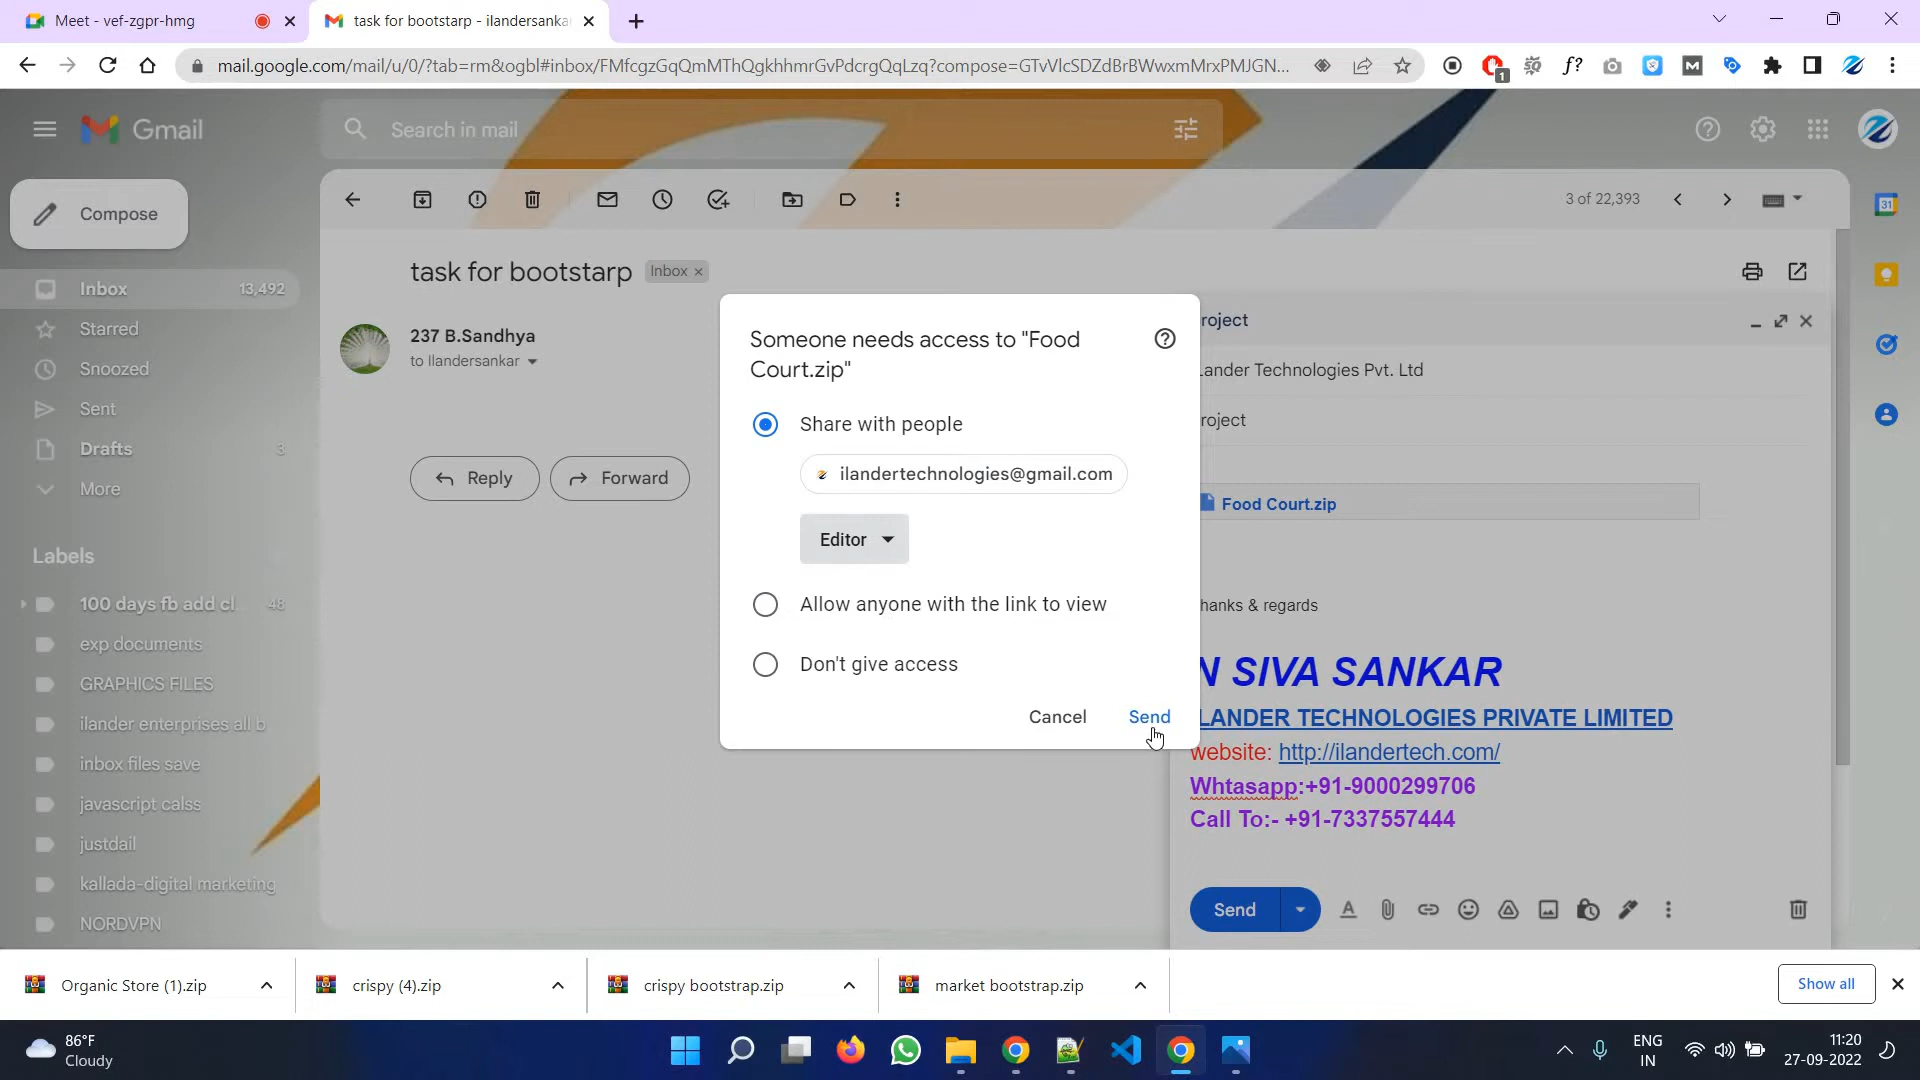 Meet - vef-zgpr-hmg
task for bootstarp - ilandersanka
mail.google.com/mail/u/0/?tab=rm&ogbl#inbox/FMfcgzGqQmMThQgkhhmrGvPdcrgQqLzq?compose=GTvVlcSDZdBrBWwxmMrxPMJGN...
f?
1
Gmail
Search in mail
Compose
3 of 22,393
31
Inbox 13,492
Starred
Snoozed
Sent
Drafts 3
More
Labels
100 days fb add cl... 48
exp documents
GRAPHICS FILES
ilander enterprises all b
inbox files save
javascript calss
justdail
kallada-digital marketing
NORDVPN
task for bootstarp
Inbox ×
237 B.Sandhya
to Ilandersankar
Reply
Forward
Someone needs access to "Food
Court.zip"
Share with people
ilandertechnologies@gmail.com
Editor
Allow anyone with the link to view
Don't give access
Cancel
Send
roject
Lander Technologies Pvt. Ltd
roject
Food Court.zip
hanks & regards
N SIVA SANKAR
LANDER TECHNOLOGIES PRIVATE LIMITED
website: http://ilandertech.com/
Whtasapp:+91-9000299706
Call To:- +91-7337557444
Send
Organic Store (1).zip
crispy (4).zip
crispy bootstrap.zip
market bootstrap.zip
Show all
86°F
Cloudy
ENG
IN
11:20
27-09-2022